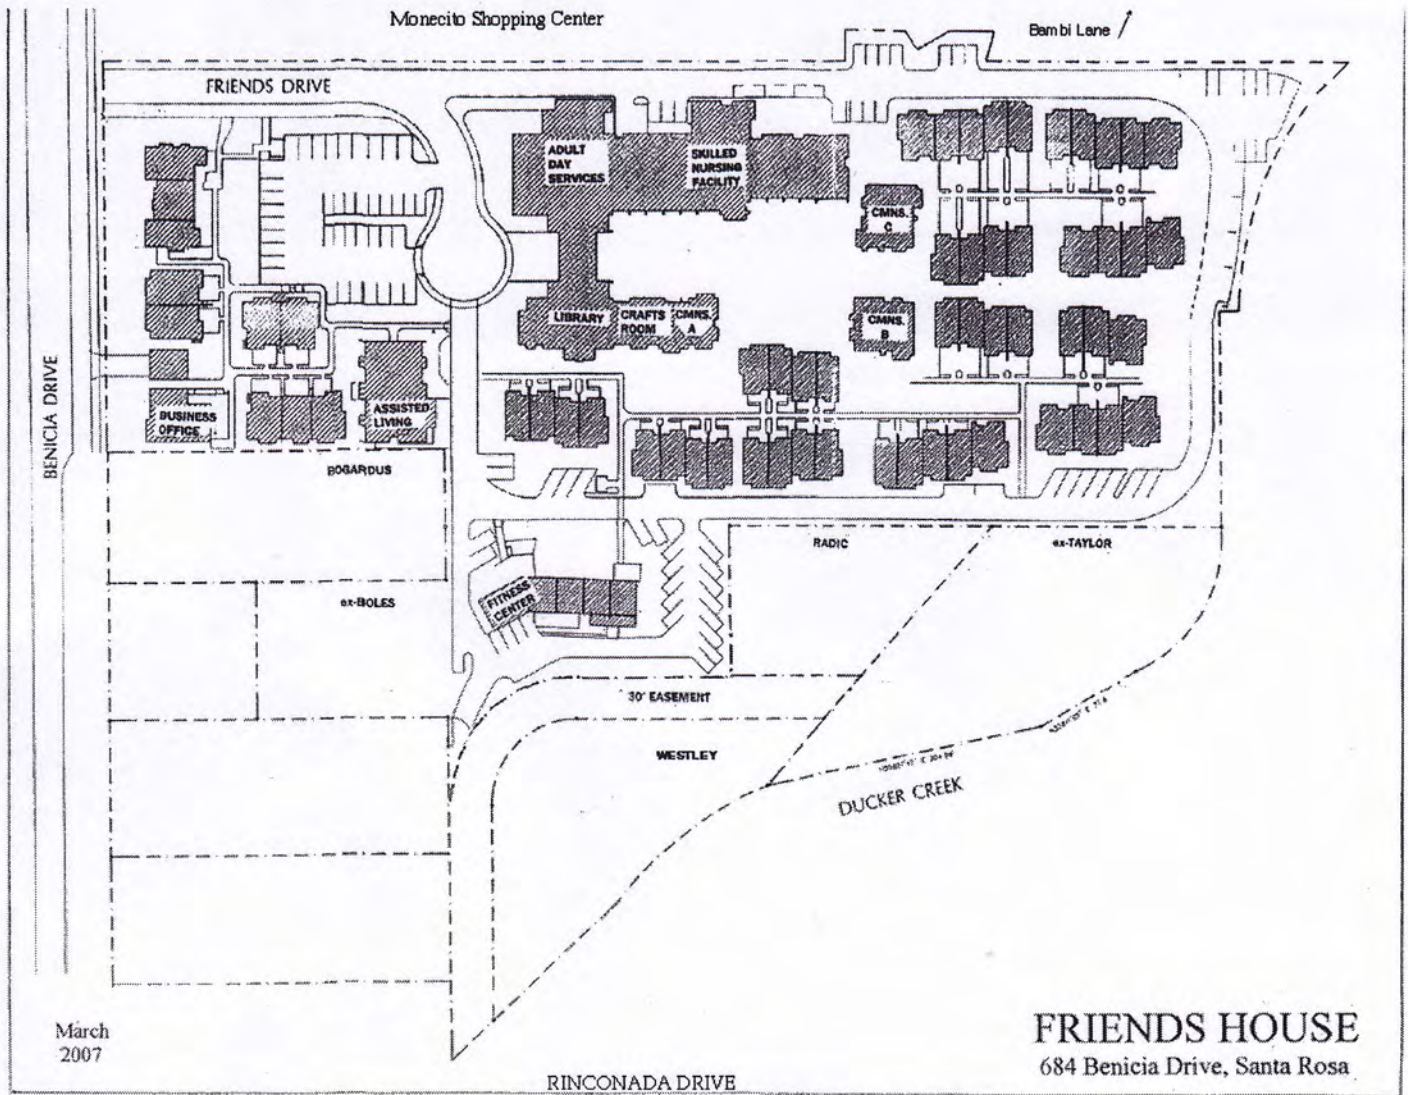 Monecito Shopping Center
Bambi Lane
FRIENDS DRIVE
ADULT
DAY
SERVICES
SKILLED
NURSING
FACILITY
CMNS.
C
LIBRARY
CRAFTS
ROOM
CMNS.
A
CMNS.
B
BENICIA DRIVE
BUSINESS
OFFICE
ASSISTED
LIVING
BOGARDUS
RADIC
ex-TAYLOR
ex-BOLES
FITNESS
CENTER
30' EASEMENT
WESTLEY
DUCKER CREEK
March
2007
FRIENDS HOUSE
684 Benicia Drive, Santa Rosa
RINCONADA DRIVE